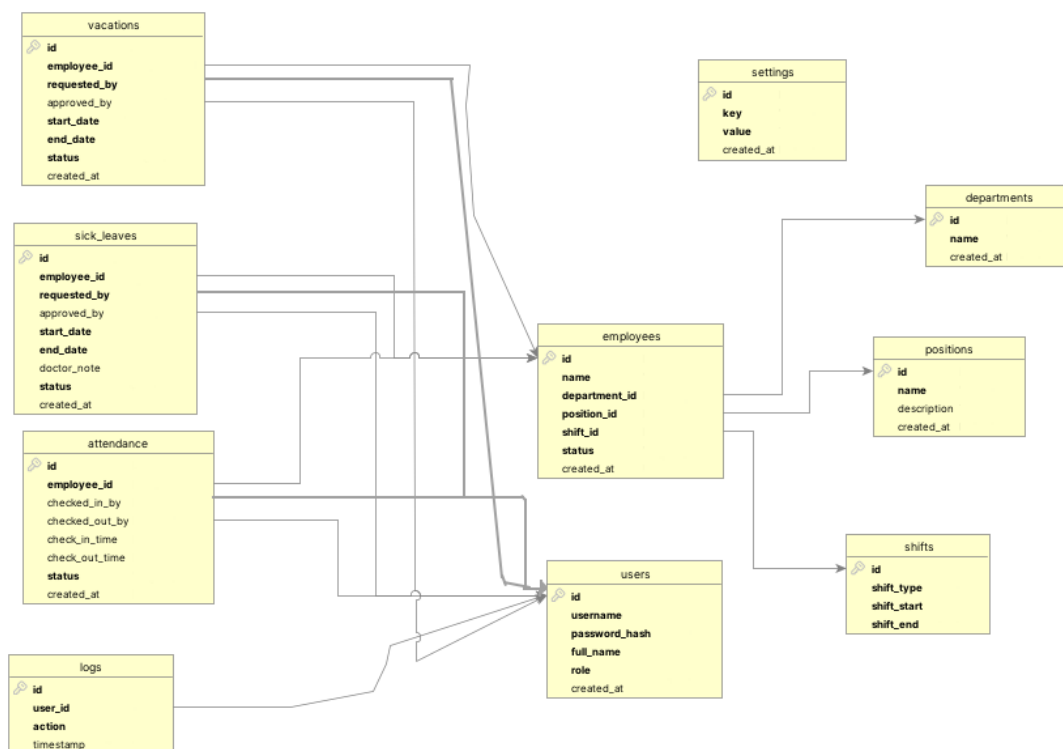 vacations
id
employee_id
requested_by
approved_by
start_date
end_date
status
created_at
settings
id
key
value
created_at
departments
id
name
created_at
sick_leaves
id
employee_id
requested_by
approved_by
start_date
end_date
doctor_note
status
created_at
employees
id
name
department_id
position_id
shift_id
status
created_at
positions
id
name
description
created_at
attendance
id
employee_id
checked_in_by
checked_out_by
check_in_time
check_out_time
status
created_at
shifts
id
shift_type
shift_start
shift_end
users
id
username
password_hash
full_name
role
created_at
logs
id
user_id
action
timestamp